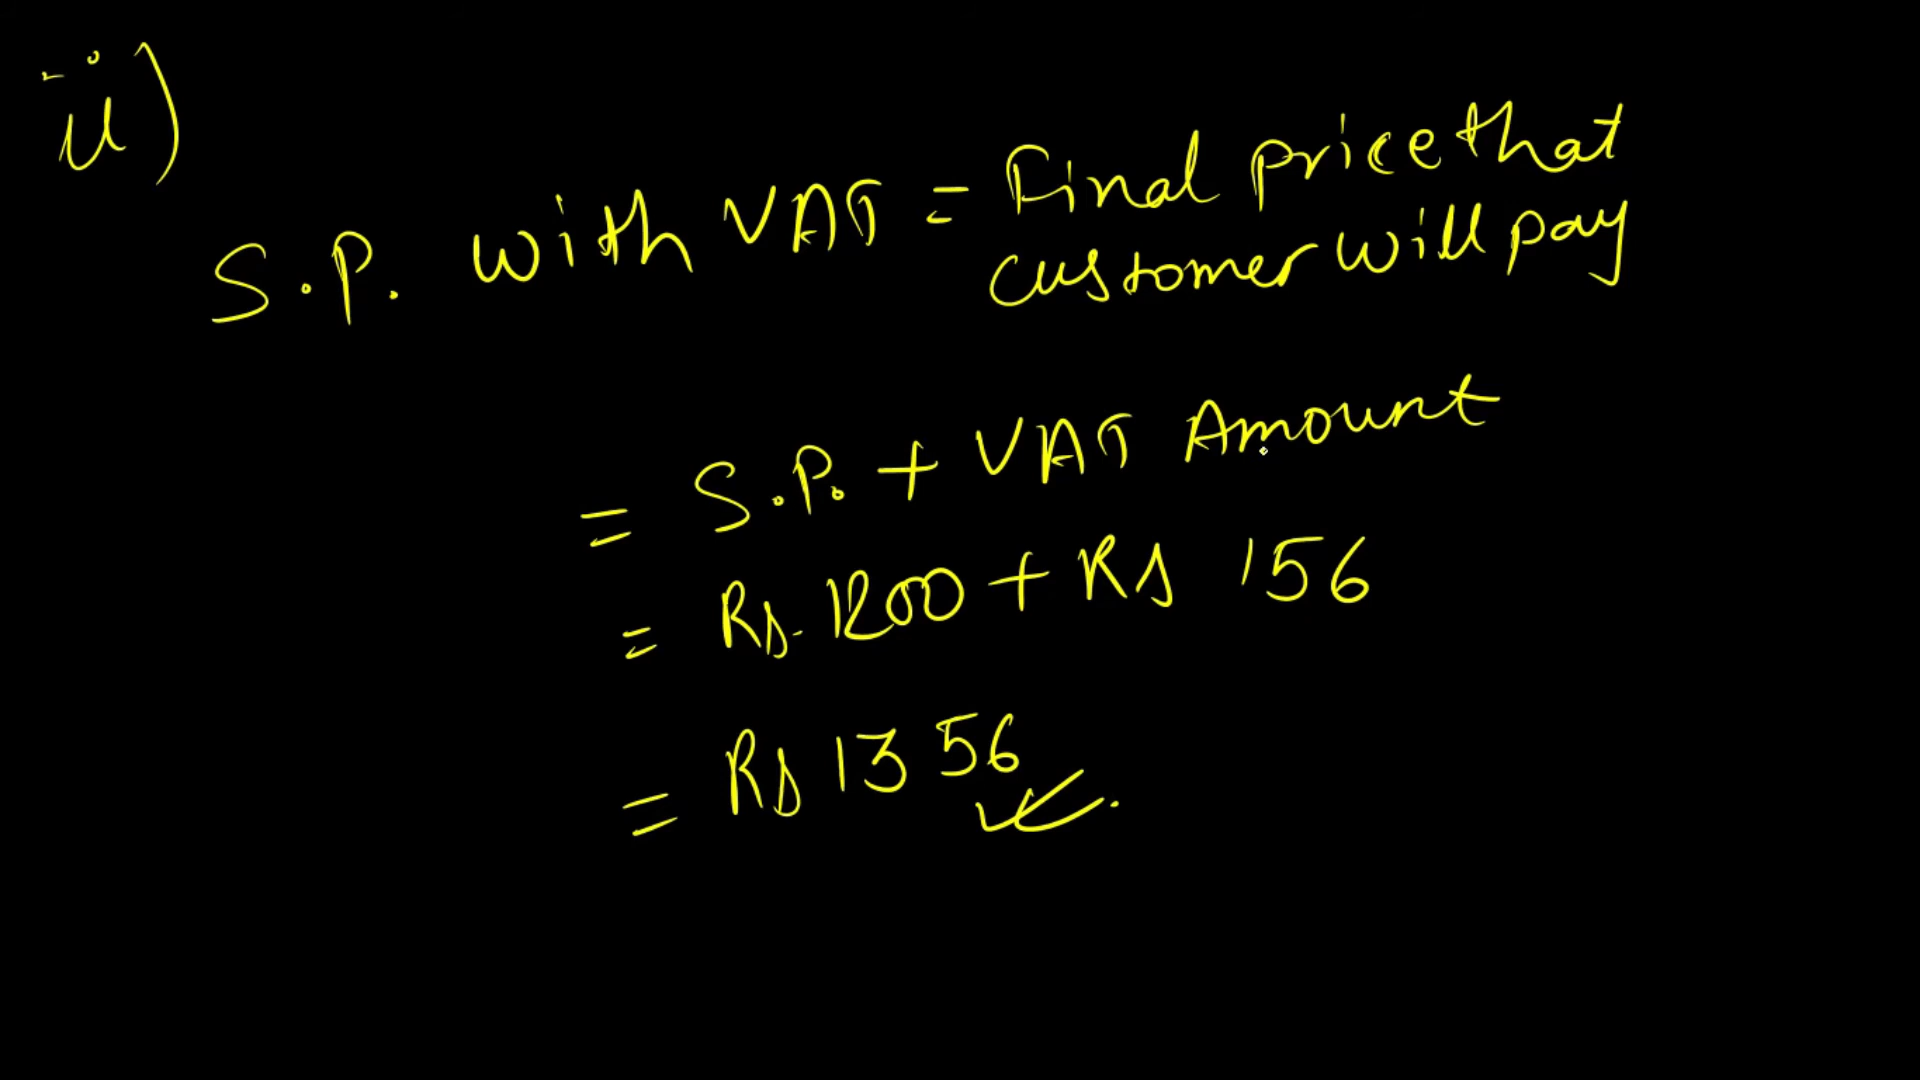 ii)
S.P. with VAT = Final price that
customer will pay
= S.P. + VAT Amount
= Rs. 1200 + Rs 156
= Rs 1356